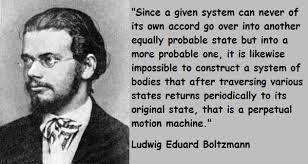 "Since a given system can never of
its own accord go over into another
equally probable state but into a
more probable one, it is likewise
impossible to construct a system of
bodies that after traversing various
states returns periodically to its
original state, that is a perpetual
motion machine."
Ludwig Eduard Boltzmann